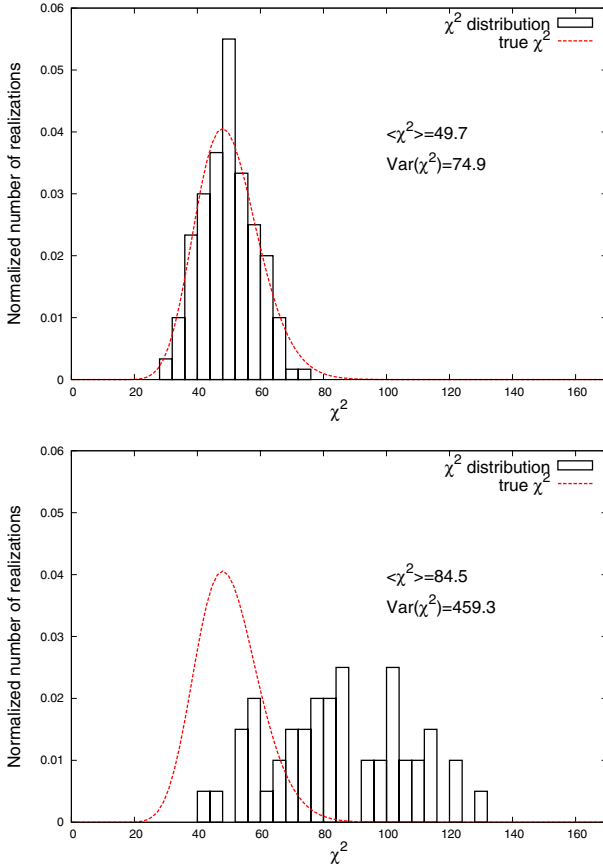 0.06
χ² distribution
true χ²
0.05
0.04
<χ²>=49.7
Var(χ²)=74.9
0.03
0.02
0.01
0
Normalized number of realizations
0 20 40 60 80 100 120 140 160
χ²
0.06
χ² distribution
true χ²
0.05
0.04
<χ²>=84.5
Var(χ²)=459.3
0.03
0.02
0.01
0
Normalized number of realizations
0 20 40 60 80 100 120 140 160
χ²